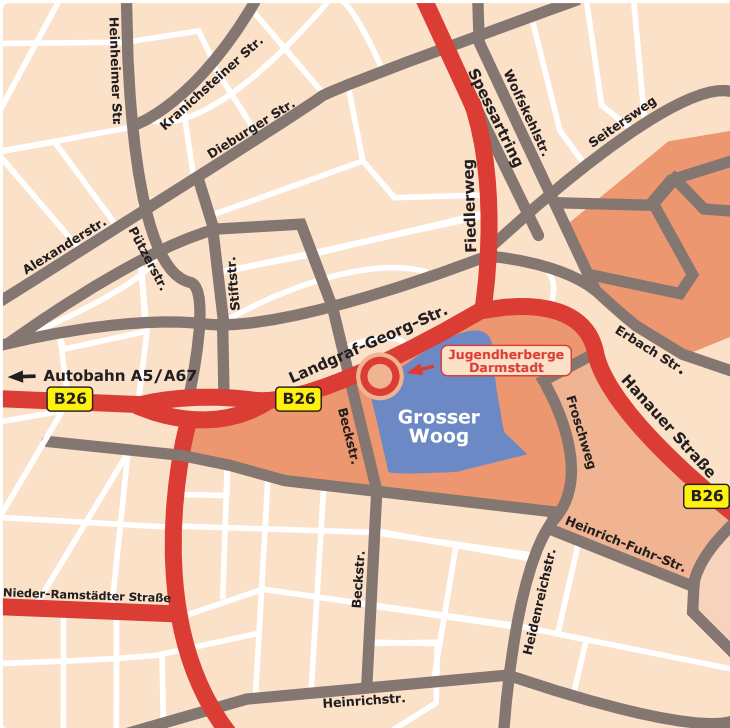 Heinheimer Str.
Kranichsteiner Str.
Dieburger Str.
Spessartring
Wolfskehlstr.
Seitersweg
Alexanderstr.
Pützerstr.
Stiftstr.
Fiedlerweg
Landgraf-Georg-Str.
Erbach Str.
Autobahn A5/A67
Jugendherberge
Darmstadt
B26
B26
Grosser
Woog
Beckstr.
Froschweg
Hanauer Straße
B26
Heinrich-Fuhr-Str.
Beckstr.
Heidenreichstr.
Nieder-Ramstädter Straße
Heinrichstr.